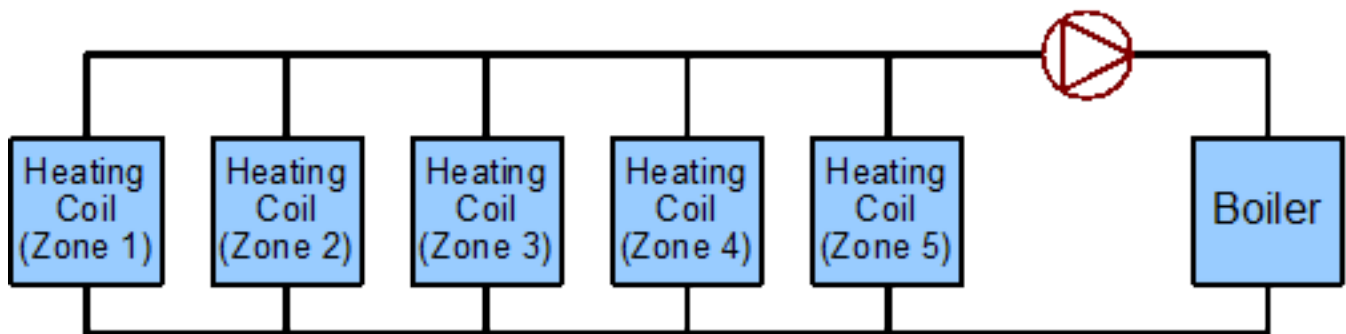 Heating
Coil
(Zone 1)
Heating
Coil
(Zone 2)
Heating
Coil
(Zone 3)
Heating
Coil
(Zone 4)
Heating
Coil
(Zone 5)
Boiler